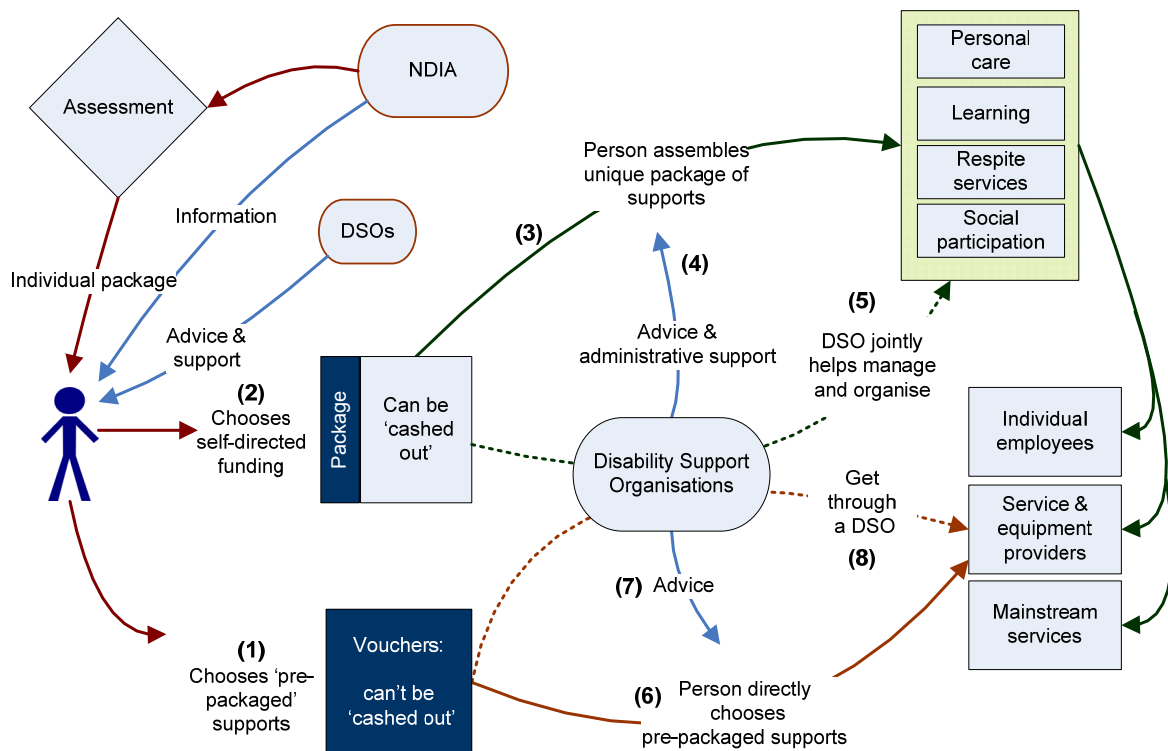 NDIA
Assessment
Information
DSOs
Individual package
Advice &
support
(2)
Chooses
self-directed
funding
Package
Can be
‘cashed
out’
(3)
Person assembles
unique package of
supports
Personal
care
Learning
Respite
services
Social
participation
(4)
Advice &
administrative support
(5)
DSO jointly
helps manage
and organise
Disability Support
Organisations
Individual
employees
Get
through
a DSO
(8)
Service &
equipment
providers
Mainstream
services
(7)
Advice
(1)
Chooses ‘pre-
packaged’
supports
Vouchers:
can’t be
‘cashed out’
(6)
Person directly
chooses
pre-packaged supports